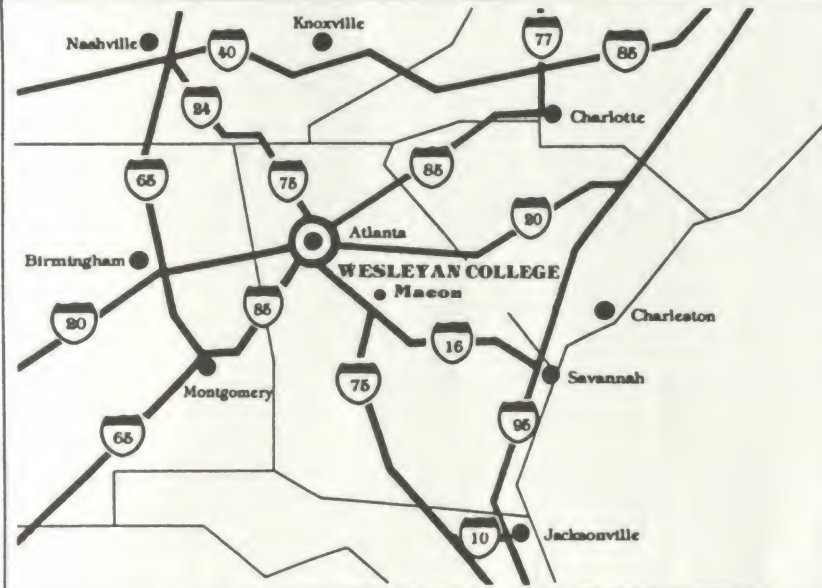 Knoxville
Nashville
40
77
85
24
Charlotte
65
75
85
20
Atlanta
Birmingham
WESLEYAN COLLEGE
Macon
85
20
16
Charleston
75
Savannah
Montgomery
95
65
10
Jacksonville